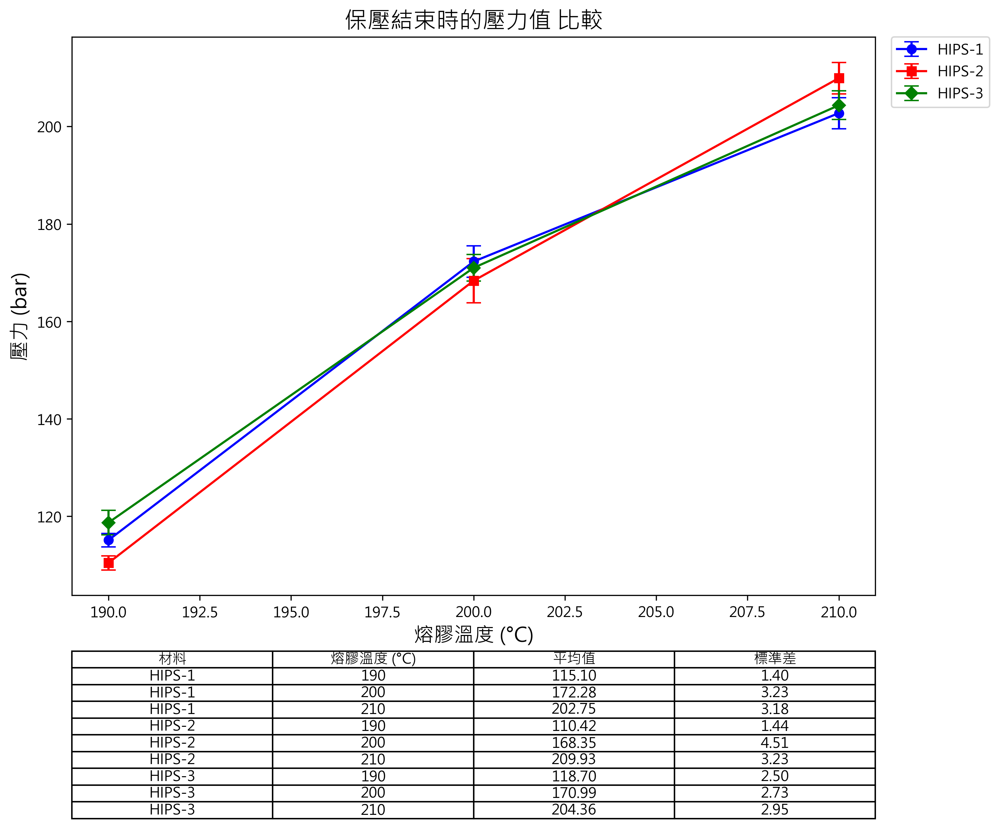 保壓結束時的壓力值 比較
HIPS-1
HIPS-2
HIPS-3
壓力 (bar)
200
180
160
140
120
190.0 192.5 195.0 197.5 200.0 202.5 205.0 207.5 210.0
熔膠溫度 (°C)
材料 熔膠溫度 (°C) 平均值 標準差
HIPS-1 190 115.10 1.40
HIPS-1 200 172.28 3.23
HIPS-1 210 202.75 3.18
HIPS-2 190 110.42 1.44
HIPS-2 200 168.35 4.51
HIPS-2 210 209.93 3.23
HIPS-3 190 118.70 2.50
HIPS-3 200 170.99 2.73
HIPS-3 210 204.36 2.95